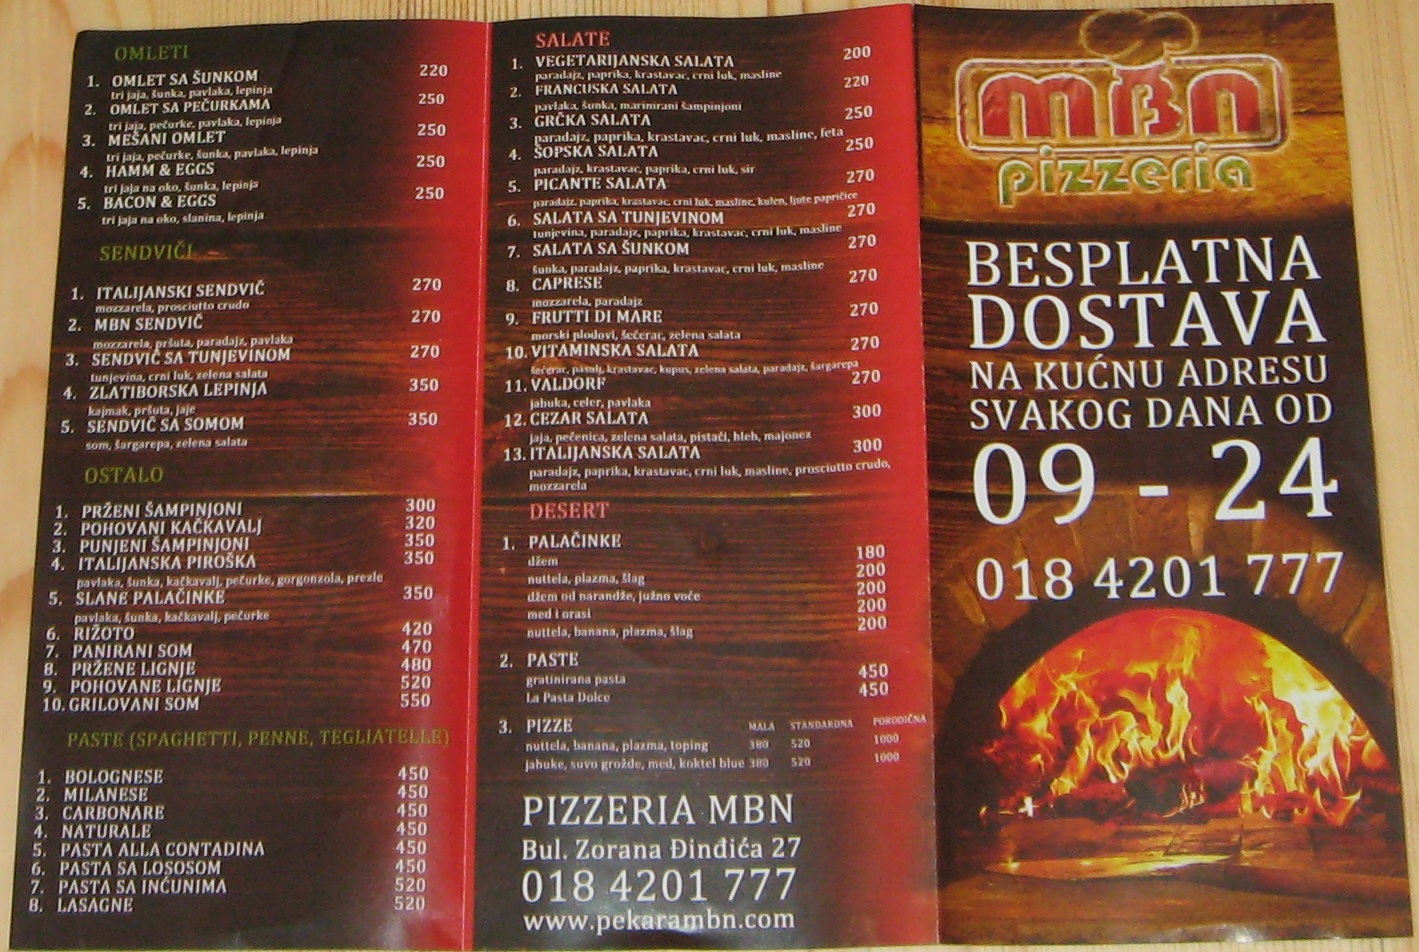 OMLETI
1. OMLET SA ŠUNKOM 220
tri jaja, šunka, pavlaka, lepinja
2. OMLET SA PEČURKAMA 250
tri jaja, pečurke, pavlaka, lepinja
3. MEŠANI OMLET 250
tri jaja, pečurke, šunka, pavlaka, lepinja
4. HAMM & EGGS 250
tri jaja na oko, šunka, lepinja
5. BACON & EGGS 250
tri jaja na oko, slanina, lepinja
SENDVIČI
1. ITALIJANSKI SENDVIČ 270
mozzarela, prosciutto crudo
2. MBN SENDVIČ 270
mozzarela, pršuta, paradajz, pavlaka
3. SENDVIČ SA TUNJEVINOM 270
tunjevina, crni luk, zelena salata
4. ZLATIBORSKA LEPINJA 350
kajmak, pršuta, jaje
5. SENDVIČ SA SOMOM 350
som, šargarepa, zelena salata
OSTALO
1. PRŽENI ŠAMPINJONI 300
2. POHOVANI KAČKAVALJ 320
3. PUNJENI ŠAMPINJONI 350
4. ITALIJANSKA PIROŠKA 350
pavlaka, šunka, kačkavalj, pečurke, gorgonzola, prezle
5. SLANE PALAČINKE 350
pavlaka, šunka, kačkavalj, pečurke
6. RIŽOTO 420
7. PANIRANI SOM 470
8. PRŽENE LIGNJE 480
9. POHOVANE LIGNJE 520
10. GRILOVANI SOM 550
PASTE (SPAGHETTI, PENNE, TEGLIATELLE)
1. BOLOGNESE 450
2. MILANESE 450
3. CARBONARE 450
4. NATURALE 450
5. PASTA ALLA CONTADINA 450
6. PASTA SA LOSOSOM 450
7. PASTA SA INĆUNIMA 520
8. LASAGNE 520
SALATE
1. VEGETARIJANSKA SALATA 200
paradajz, paprika, krastavac, crni luk, masline
2. FRANCUSKA SALATA 220
pavlaka, šunka, marinirani šampinjoni
3. GRČKA SALATA 250
paradajz, paprika, krastavac, crni luk, masline, feta
4. ŠOPSKA SALATA 250
paradajz, krastavac, paprika, crni luk, sir
5. PICANTE SALATA 270
paradajz, paprika, krastavac, crni luk, masline, kulen, ljute papričice
6. SALATA SA TUNJEVINOM 270
tunjevina, paradajz, paprika, krastavac, crni luk, masline
7. SALATA SA ŠUNKOM 270
šunka, paradajz, paprika, krastavac, crni luk, masline
8. CAPRESE 270
mozzarela, paradajz
9. FRUTTI DI MARE 270
morski plodovi, šećerac, zelena salata
10. VITAMINSKA SALATA 270
šećerac, pasulj, krastavac, kupus, zelena salata, paradajz, šargarepa
11. VALDORF 270
jabuka, celer, pavlaka
12. CEZAR SALATA 300
jaja, pečenica, zelena salata, pistaći, hleb, majonez
13. ITALIJANSKA SALATA 300
paradajz, paprika, krastavac, crni luk, masline, prosciutto crudo,
mozzarela
DESERT
1. PALAČINKE
džem 180
nuttela, plazma, šlag 200
džem od narandže, južno voće 200
med i orasi 200
nuttela, banana, plazma, šlag 200
2. PASTE
gratinirana pasta 450
La Pasta Dolce 450
3. PIZZE MALA STANDARDNA PORODIČNA
nuttela, banana, plazma, toping 380 520 1000
jabuke, suvo grožđe, med, koktel blue 380 520 1000
PIZZERIA MBN
Bul. Zorana Đinđića 27
018 4201 777
www.pekarambn.com
mBn
pizzeria
BESPLATNA
DOSTAVA
NA KUĆNU ADRESU
SVAKOG DANA OD
09 - 24
018 4201 777